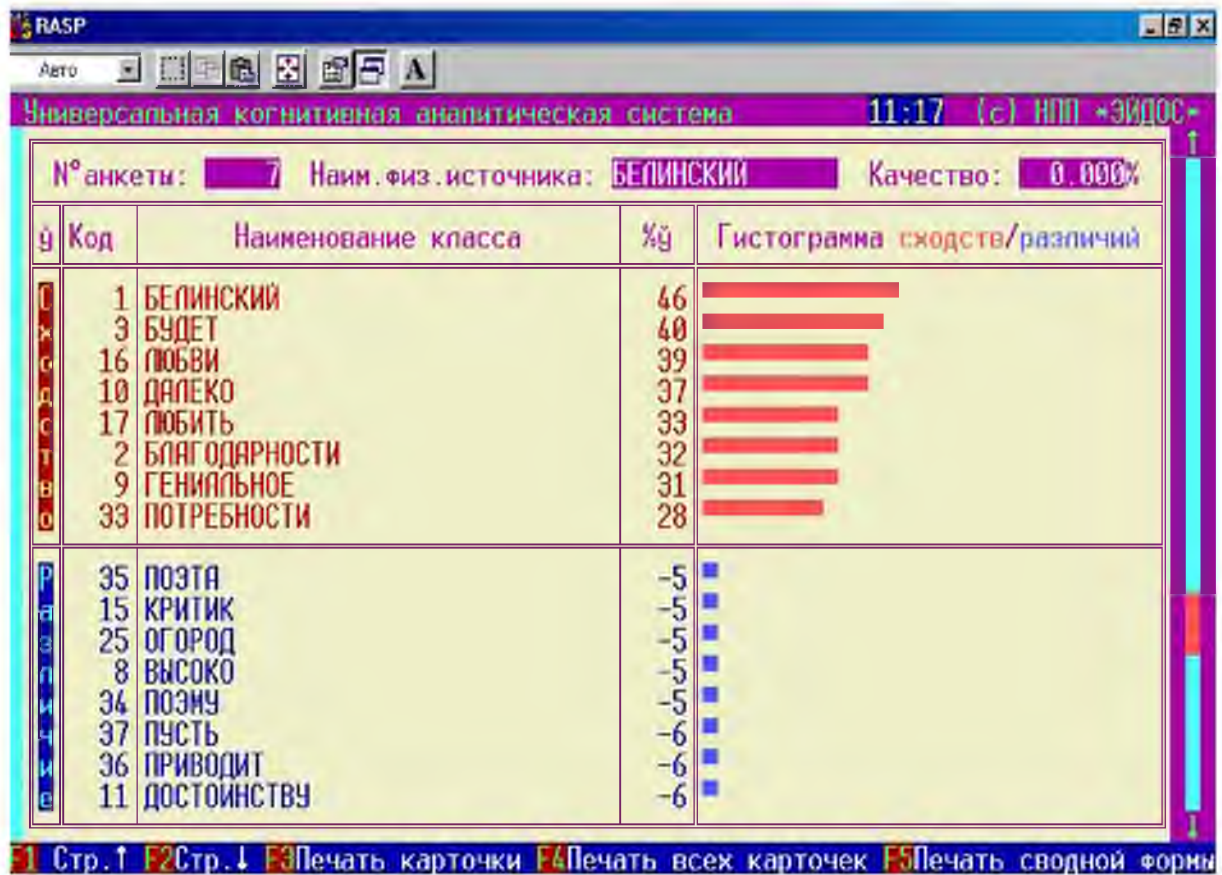 RASP
Авто
A
Универсальная когнитивная аналитическая система 11:17 (c) НПП *ЭЙДОС*
N°анкеты: 7 Наим.физ.источника: БЕЛИНСКИЙ Качество: 0.000%
ў Код Наименование класса %ў Гистограмма сходств/различий
Сходство
1 БЕЛИНСКИЙ 46
3 БУДЕТ 40
16 ЛЮБВИ 39
10 ДАЛЕКО 37
17 ЛЮБИТЬ 33
2 БЛАГОДАРНОСТИ 32
9 ГЕНИАЛЬНОЕ 31
33 ПОТРЕБНОСТИ 28
Различие
35 ПОЭТА -5
15 КРИТИК -5
25 ОГОРОД -5
8 ВЫСОКО -5
34 ПОЭМУ -5
37 ПУСТЬ -6
36 ПРИВОДИТ -6
11 ДОСТОИНСТВУ -6
F1 Стр.↑ F2Стр.↓ F3Печать карточки F4Печать всех карточек F5Печать сводной формы